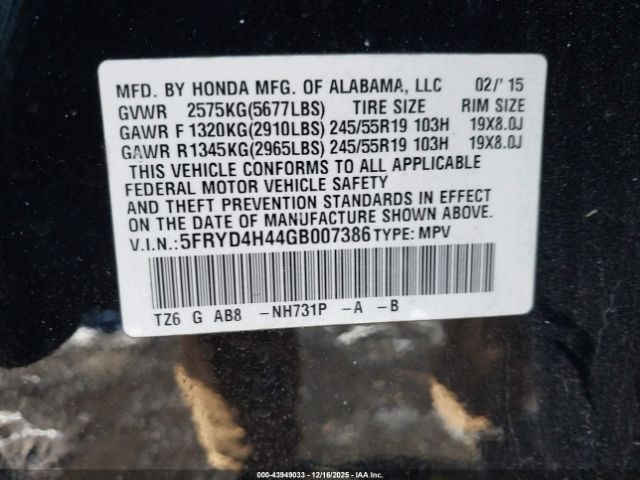 MFD. BY HONDA MFG. OF ALABAMA, LLC 02/'15
GVWR 2575KG(5677LBS) TIRE SIZE RIM SIZE
GAWR F 1320KG(2910LBS) 245/55R19 103H 19X8.0J
GAWR R1345KG(2965LBS) 245/55R19 103H 19X8.0J
THIS VEHICLE CONFORMS TO ALL APPLICABLE
FEDERAL MOTOR VEHICLE SAFETY
AND THEFT PREVENTION STANDARDS IN EFFECT
ON THE DATE OF MANUFACTURE SHOWN ABOVE.
V.I.N.:5FRYD4H44GB007386TYPE: MPV
TZ6 G AB8 -NH731P -A -B
000-43949033 - 12/16/2025 - IAA Inc.